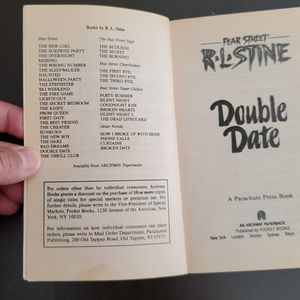 Books by R. L. Stine
Fear Street
THE NEW GIRL
THE SURPRISE PARTY
THE OVERNIGHT
MISSING
THE WRONG NUMBER
THE SLEEPWALKER
HAUNTED
HALLOWEEN PARTY
THE STEPSISTER
SKI WEEKEND
THE FIRE GAME
LIGHTS OUT
THE SECRET BEDROOM
THE KNIFE
PROM QUEEN
FIRST DATE
THE BEST FRIEND
THE CHEATER
SUNBURN
THE NEW BOY
THE DARE
BAD DREAMS
DOUBLE DATE
THE THRILL CLUB
The Fear Street Saga
THE BETRAYAL
THE SECRET
THE BURNING
Fear Street Cheerleaders
THE FIRST EVIL
THE SECOND EVIL
THE THIRD EVIL
Fear Street Super Chillers
PARTY SUMMER
SILENT NIGHT
GOODNIGHT KISS
BROKEN HEARTS
SILENT NIGHT 2
THE DEAD LIFEGUARD
Other Novels
HOW I BROKE UP WITH ERNIE
PHONE CALLS
CURTAINS
BROKEN DATE
Available from ARCHWAY Paperbacks
For orders other than by individual consumers, Archway
Books grants a discount on the purchase of 10 or more copies
of single titles for special markets or premium use. For
further details, please write to the Vice-President of Special
Markets, Pocket Books, 1230 Avenue of the Americas, New
York, NY 10020.
For information on how individual consumers can place
orders, please write to Mail Order Department, Paramount
Publishing, 200 Old Tappan Road, Old Tappan, NJ 07675.
FEAR STREET
R·L·STINE
Double
Date
A Parachute Press Book
AN ARCHWAY PAPERBACK
Published by POCKET BOOKS
New York London Toronto Sydney Tokyo